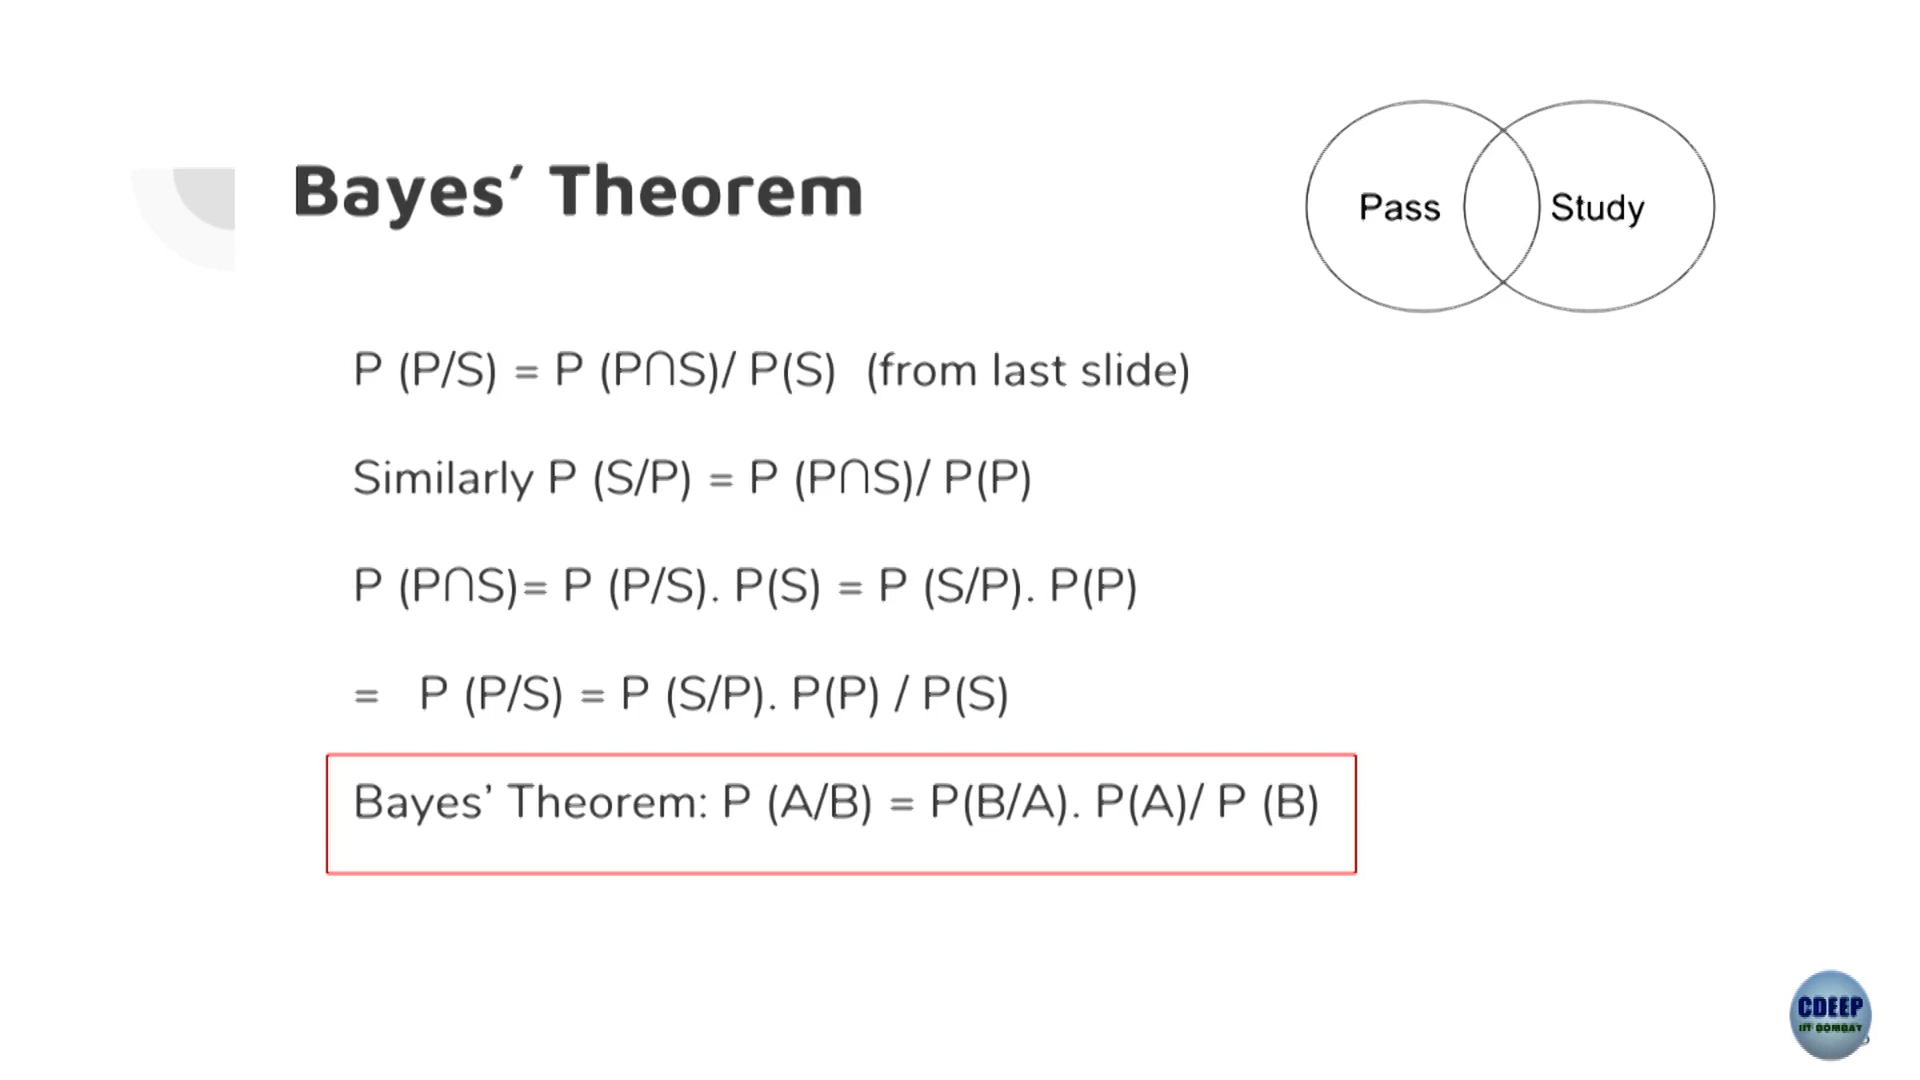 Bayes’ Theorem
Pass
Study
P (P/S) = P (P∩S)/ P(S) (from last slide)
Similarly P (S/P) = P (P∩S)/ P(P)
P (P∩S)= P (P/S). P(S) = P (S/P). P(P)
= P (P/S) = P (S/P). P(P) / P(S)
Bayes’ Theorem: P (A/B) = P(B/A). P(A)/ P (B)
CDEEP
IIT BOMBAY